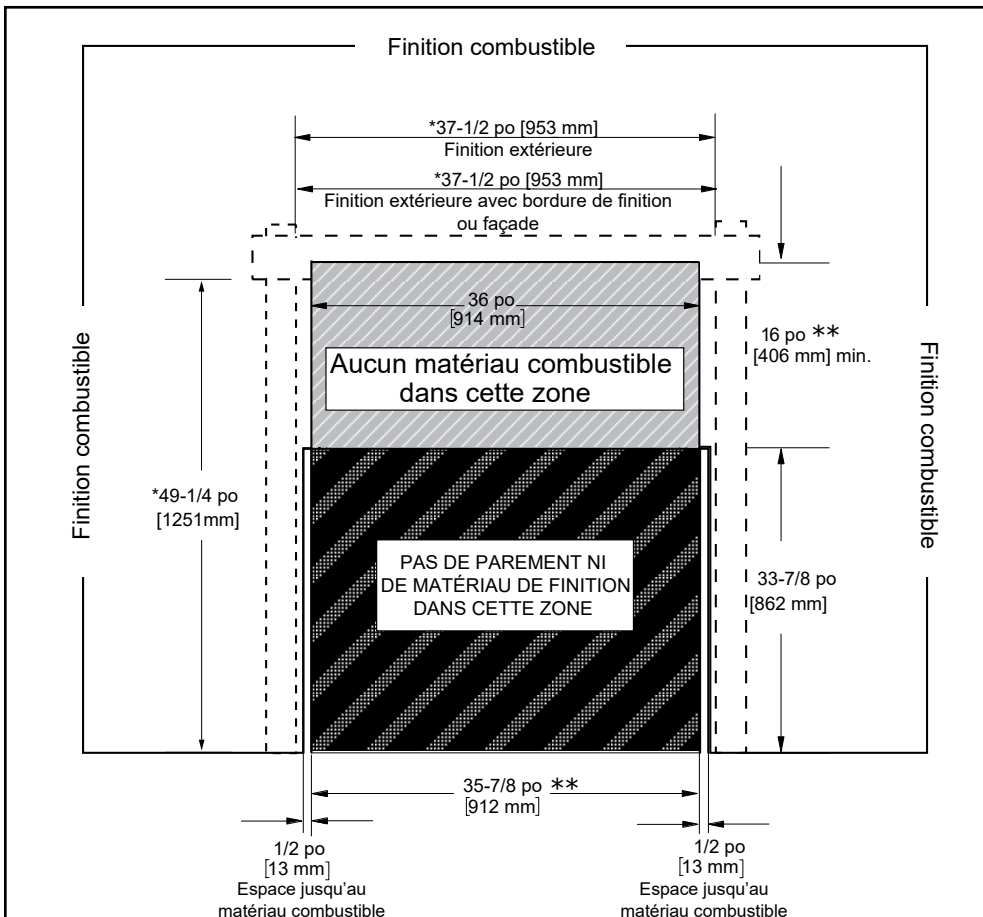 Finition combustible
*37-1/2 po [953 mm]
Finition extérieure
*37-1/2 po [953 mm]
Finition extérieure avec bordure de finition
ou façade
36 po
[914 mm]
16 po **
[406 mm] min.
Aucun matériau combustible
dans cette zone
Finition combustible
Finition combustible
*49-1/4 po
[1251mm]
PAS DE PAREMENT NI
DE MATÉRIAU DE FINITION
DANS CETTE ZONE
33-7/8 po
[862 mm]
35-7/8 po **
[912 mm]
1/2 po
[13 mm]
Espace jusqu'au
matériau combustible
1/2 po
[13 mm]
Espace jusqu'au
matériau combustible